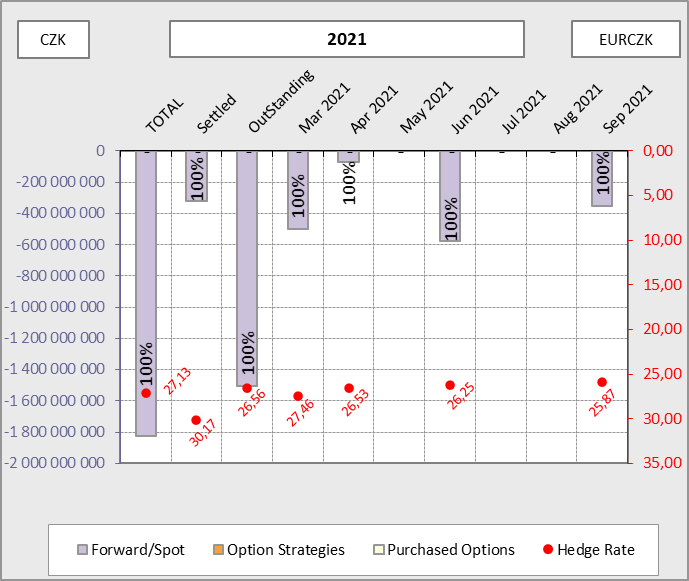 CZK
2021
EURCZK
TOTAL
Settled
OutStanding
Mar 2021
Apr 2021
May 2021
Jun 2021
Jul 2021
Aug 2021
Sep 2021
0
-200 000 000
-400 000 000
-600 000 000
-800 000 000
-1 000 000 000
-1 200 000 000
-1 400 000 000
-1 600 000 000
-1 800 000 000
-2 000 000 000
100%
100%
100%
100%
100%
100%
100%
27,13
30,17
26,56
27,46
26,53
26,25
25,87
0,00
5,00
10,00
15,00
20,00
25,00
30,00
35,00
Forward/Spot
Option Strategies
Purchased Options
Hedge Rate